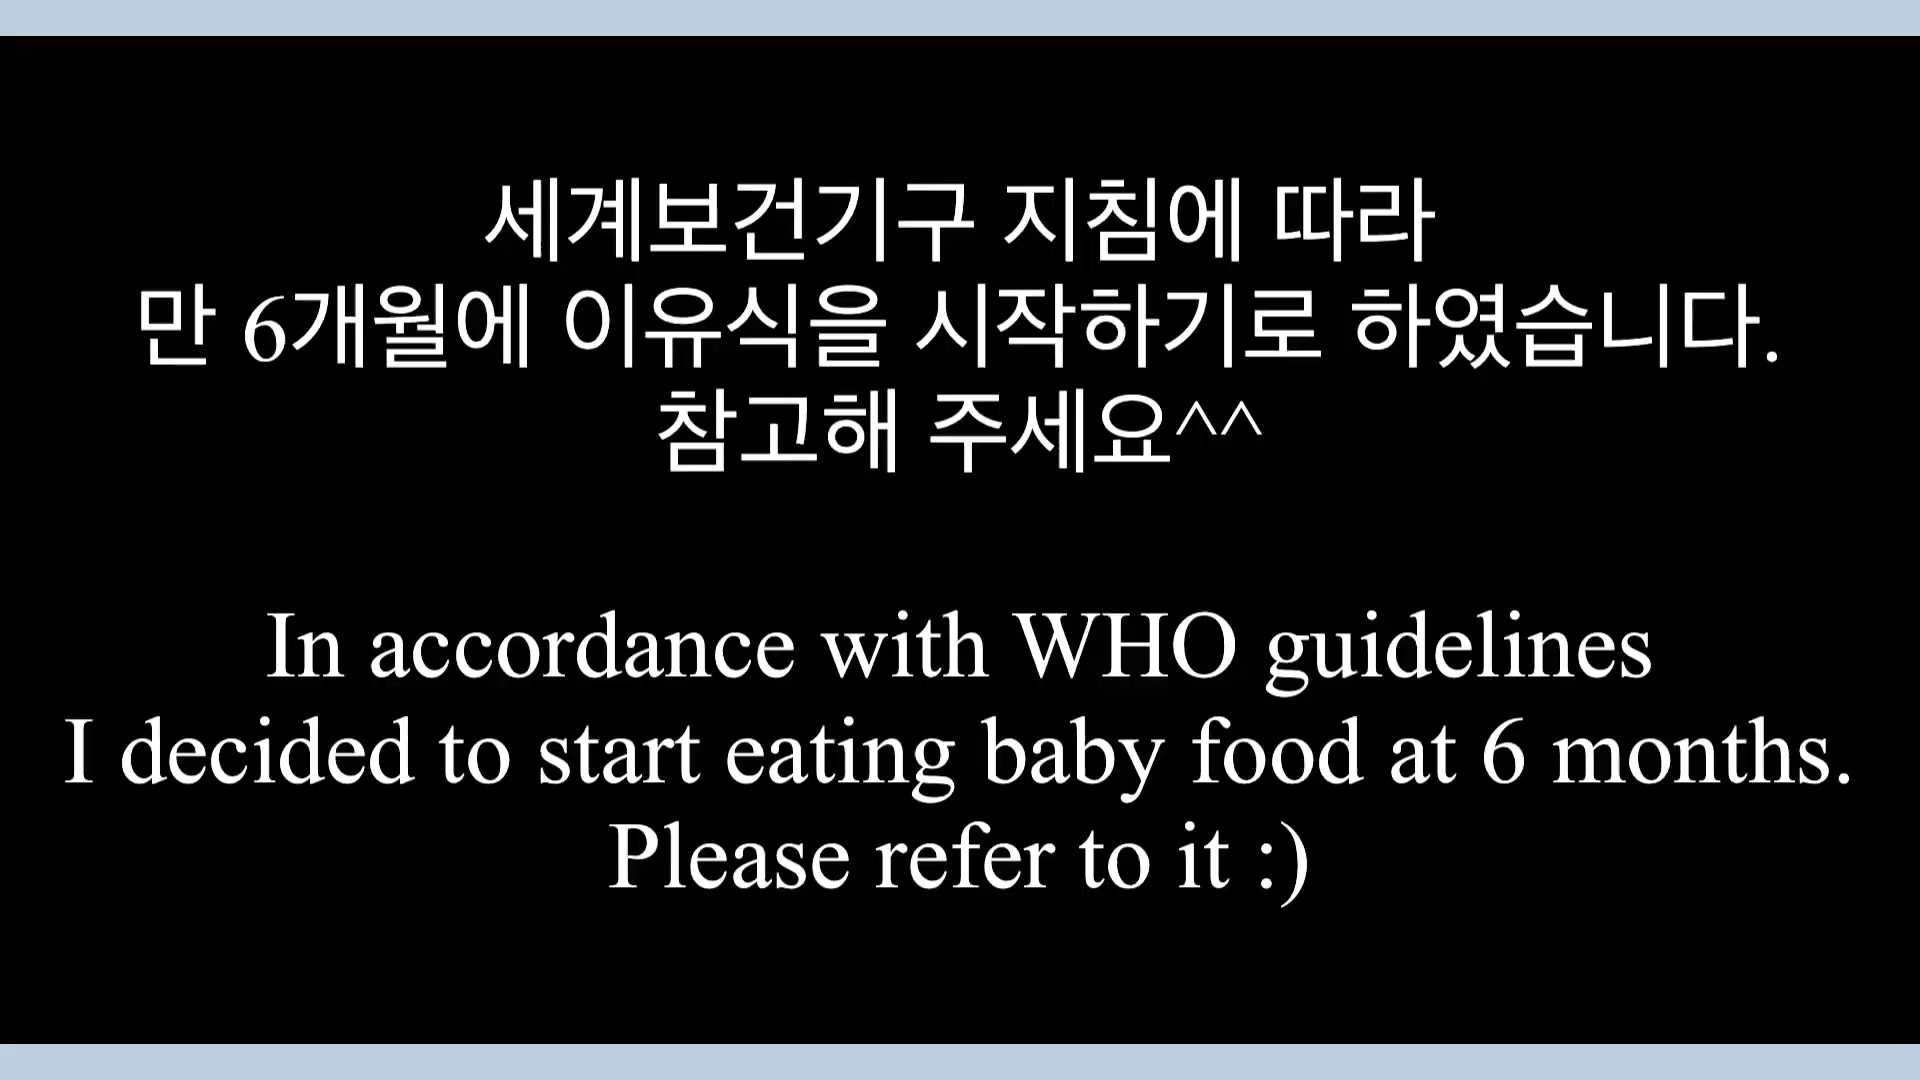 세계보건기구 지침에 따라
만 6개월에 이유식을 시작하기로 하였습니다.
참고해 주세요^^
In accordance with WHO guidelines
I decided to start eating baby food at 6 months.
Please refer to it :)